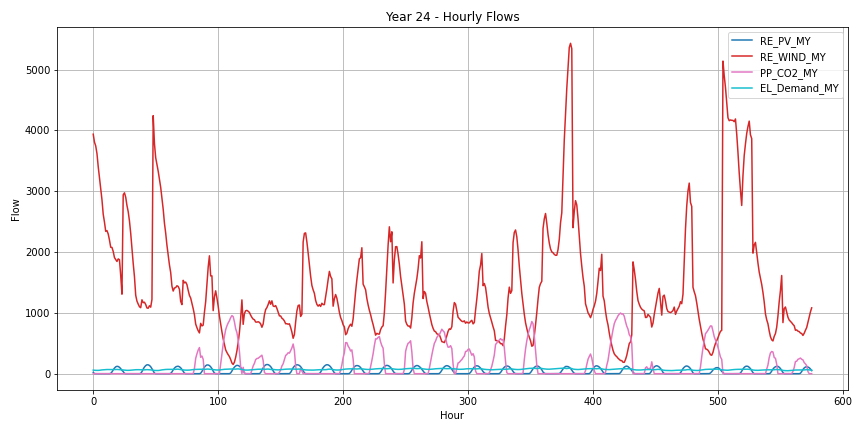 Year 24 - Hourly Flows
RE_PV_MY
RE_WIND_MY
PP_CO2_MY
EL_Demand_MY
5000
4000
3000
2000
1000
0
Flow
0 100 200 300 400 500 600
Hour